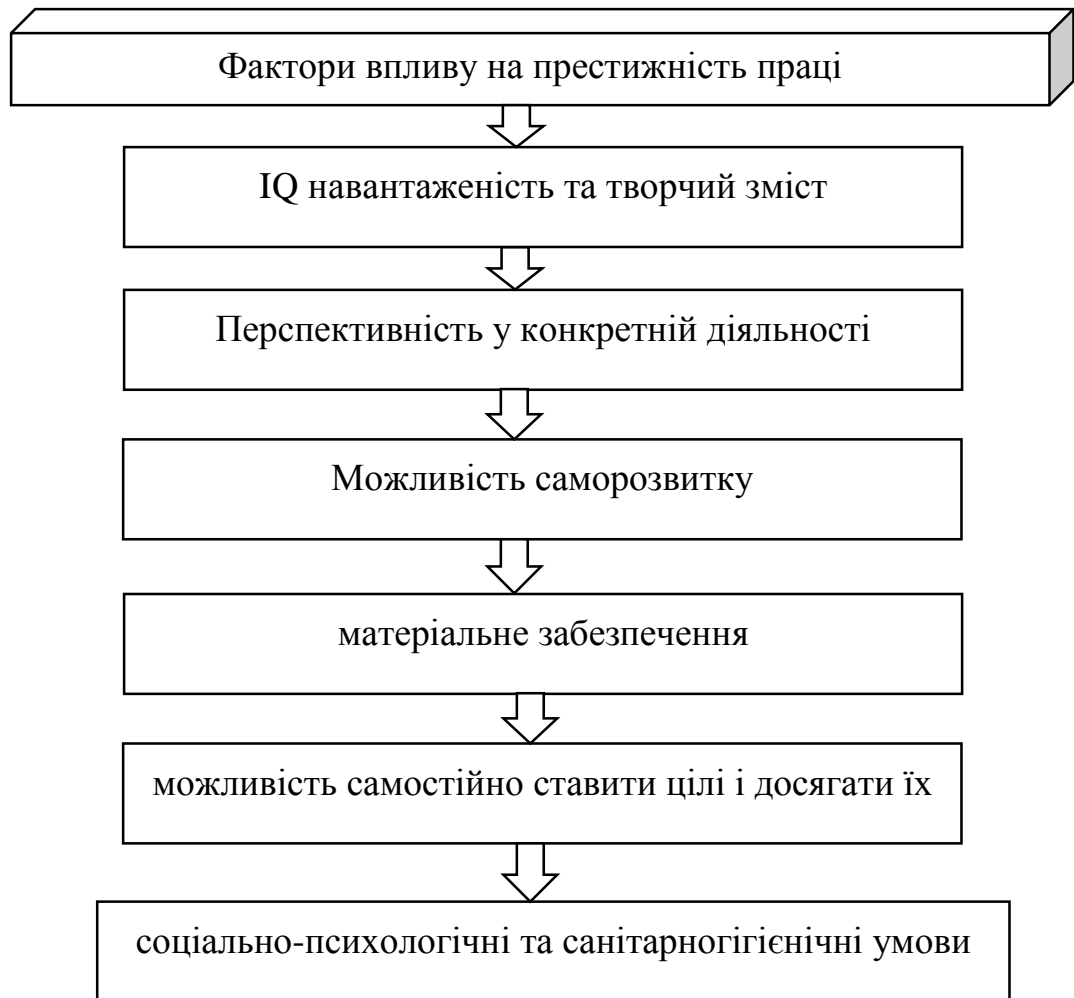 Фактори впливу на престижність праці
IQ навантаженість та творчий зміст
Перспективність у конкретній діяльності
Можливість саморозвитку
матеріальне забезпечення
можливість самостійно ставити цілі і досягати їх
соціально-психологічні та санітарногігієнічні умови